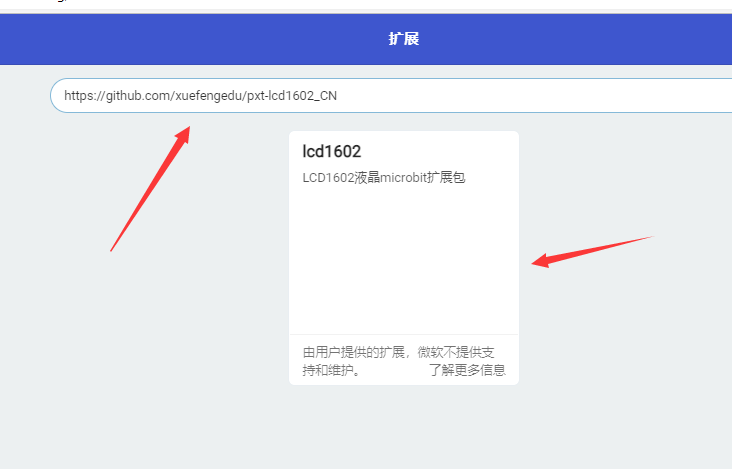 扩展
https://github.com/xuefengedu/pxt-lcd1602_CN
lcd1602
LCD1602液晶microbit扩展包
由用户提供的扩展，微软不提供支
持和维护。 了解更多信息